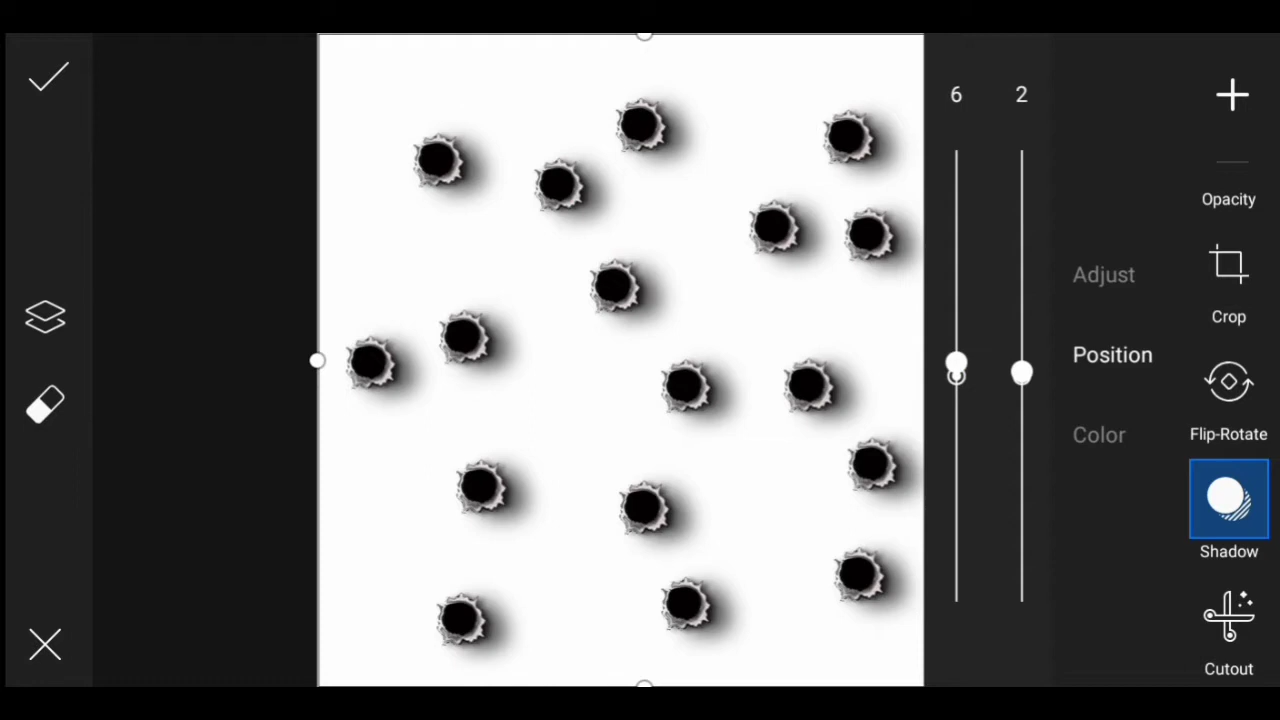 6
2
Opacity
Adjust
Crop
Position
Flip-Rotate
Color
Shadow
Cutout